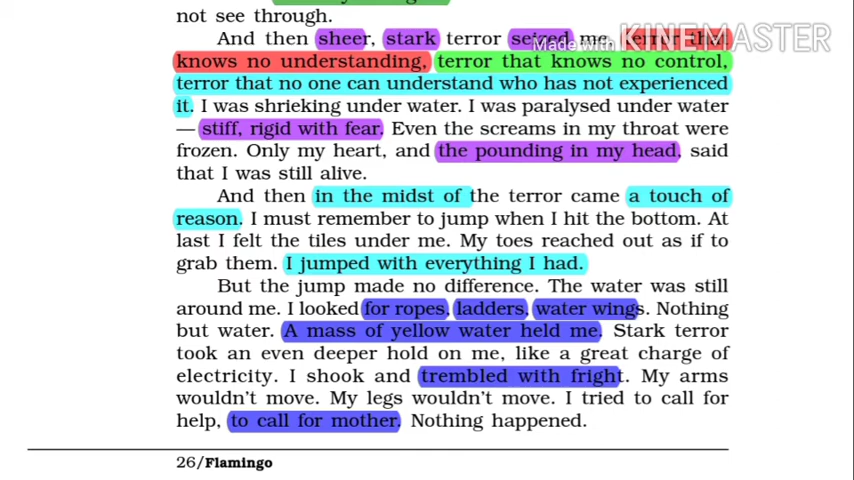 not see through.
And then sheer, stark terror seized me, terror that
Made with KINEMASTER
knows no understanding, terror that knows no control,
terror that no one can understand who has not experienced
it. I was shrieking under water. I was paralysed under water
— stiff, rigid with fear. Even the screams in my throat were
frozen. Only my heart, and the pounding in my head, said
that I was still alive.
And then in the midst of the terror came a touch of
reason. I must remember to jump when I hit the bottom. At
last I felt the tiles under me. My toes reached out as if to
grab them. I jumped with everything I had.
But the jump made no difference. The water was still
around me. I looked for ropes, ladders, water wings. Nothing
but water. A mass of yellow water held me. Stark terror
took an even deeper hold on me, like a great charge of
electricity. I shook and trembled with fright. My arms
wouldn't move. My legs wouldn't move. I tried to call for
help, to call for mother. Nothing happened.
26/Flamingo